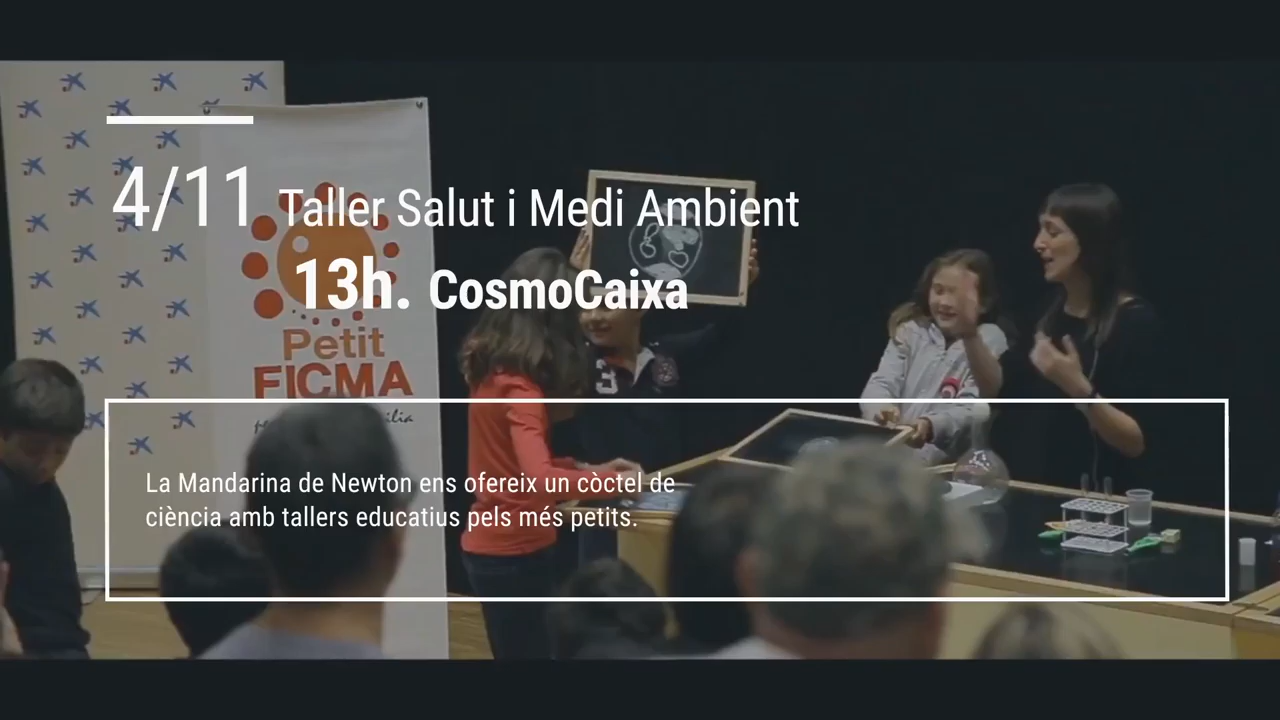 4/11 Taller Salut i Medi Ambient
13h. CosmoCaixa
Petit
FICMA
La Mandarina de Newton ens ofereix un còctel de
ciència amb tallers educatius pels més petits.